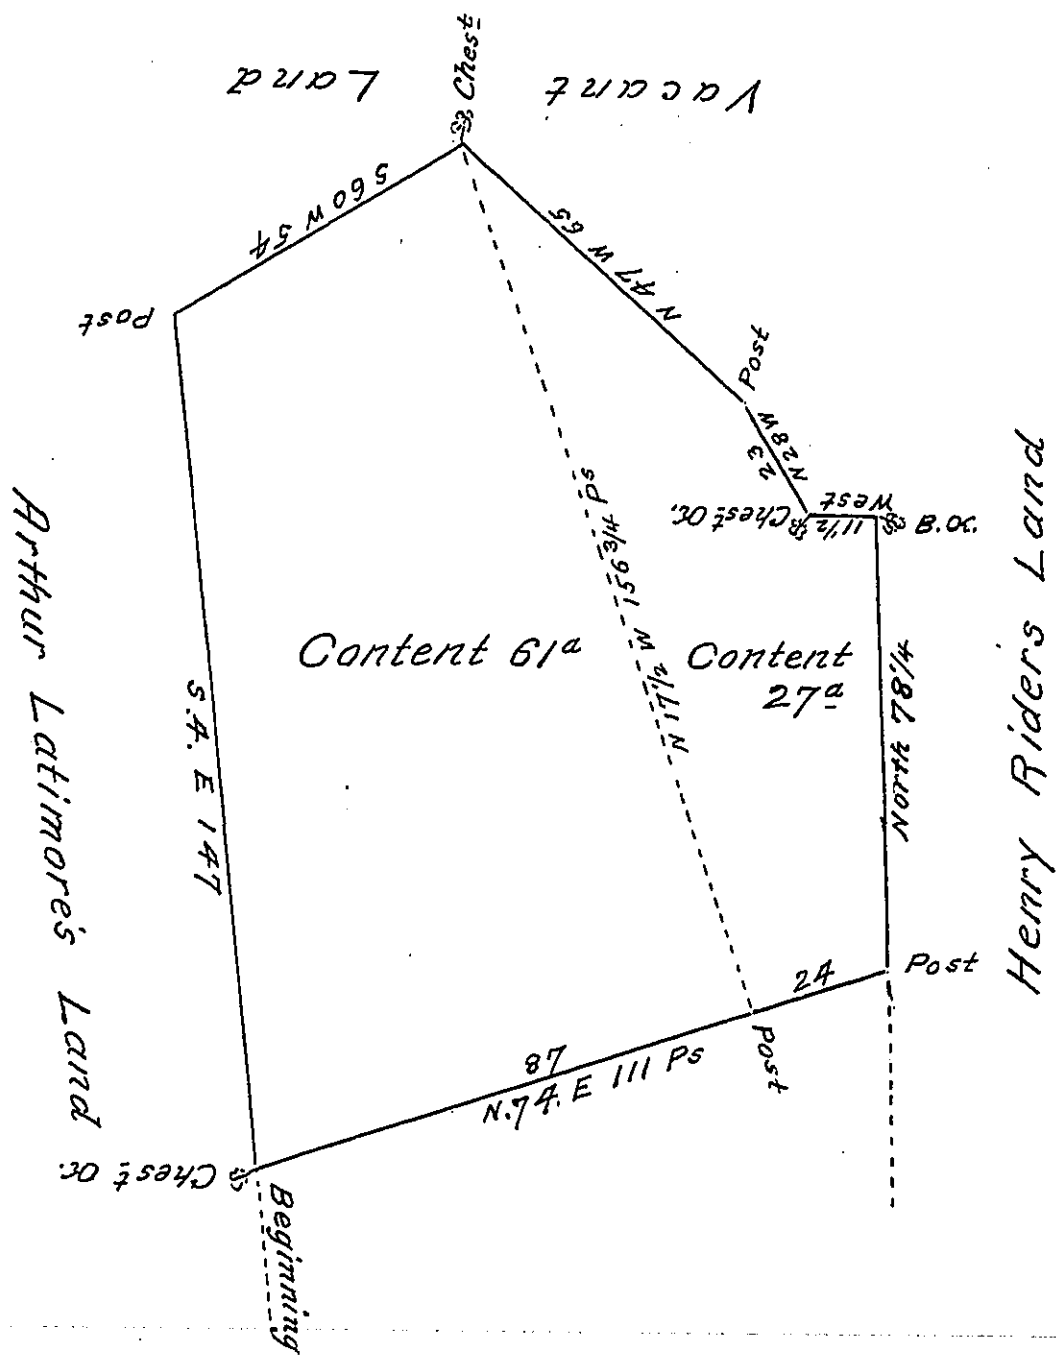 Vacant Land
Chest
S 60 W 54
Post
N 47 W 65
Post
N 28 W
23
Chest Oc.
West
11 1/2
B.Oc.
North 78 1/4
Henry Riders Land
N 17 1/2 W 156 3/4 Ps
Content 61a
Content
27a
S.4. E 147
Arthur Latimore's Land
Post
24
post
87
N.74. E 111 Ps
Chest Oc.
Beginning